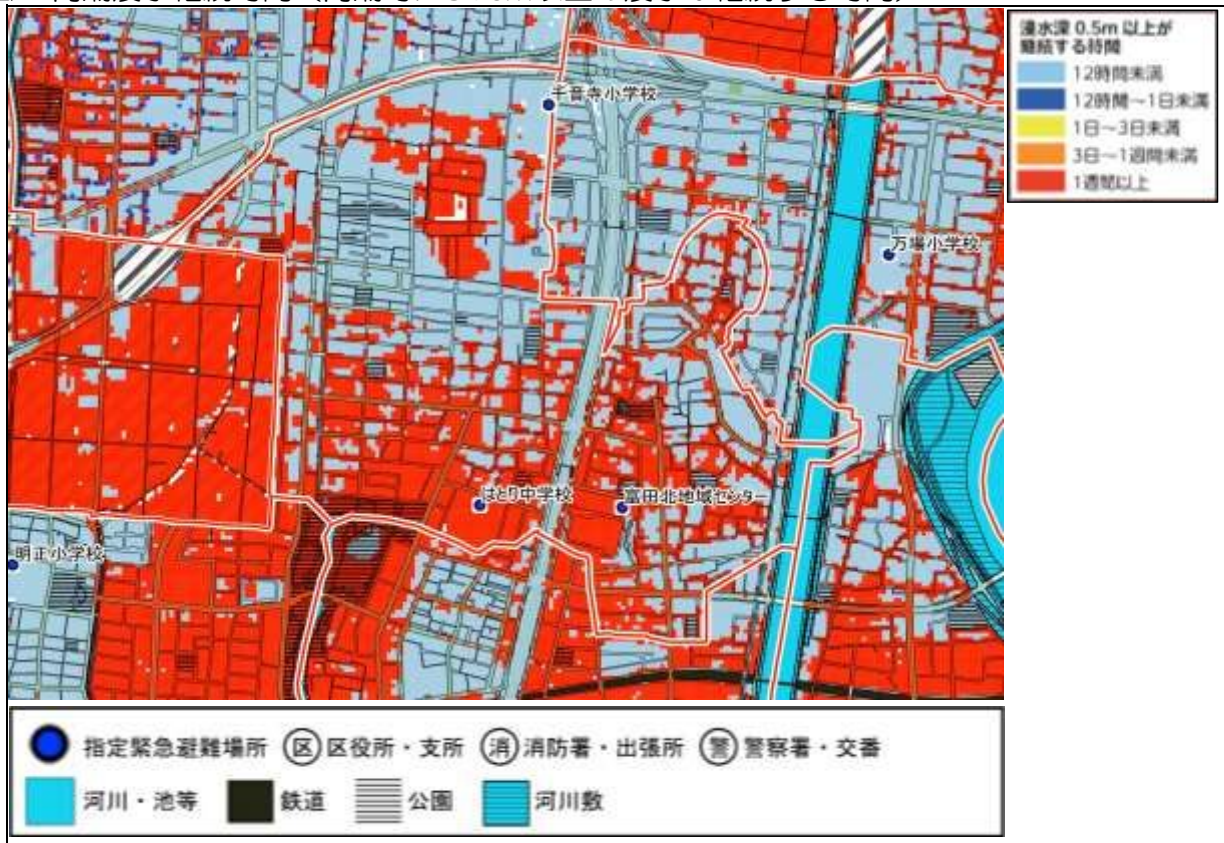 浸水深 0.5m 以上が
継続する時間
12時間未満
12時間～1日未満
1日～3日未満
3日～1週間未満
1週間以上
千音寺小学校
万場小学校
はとり中学校
富田北地域センター
明正小学校
指定緊急避難場所 区 区役所・支所 消 消防署・出張所 警 警察署・交番
河川・池等 鉄道 公園 河川敷